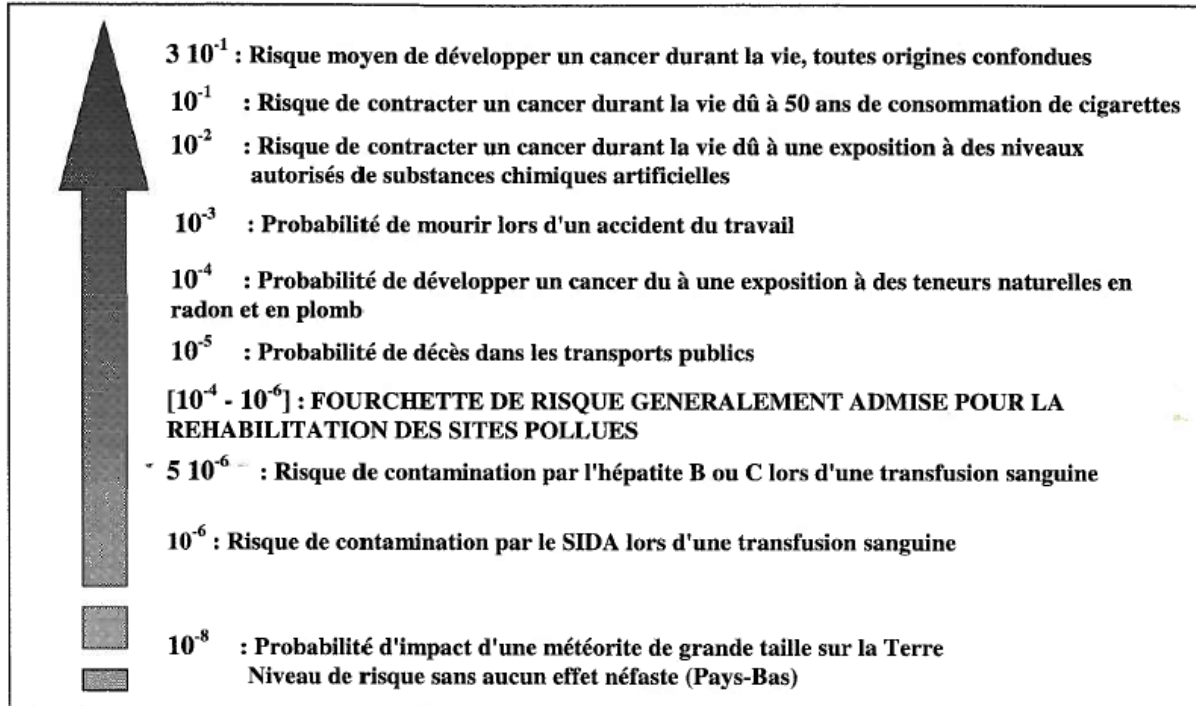 3 10⁻¹ : Risque moyen de développer un cancer durant la vie, toutes origines confondues
10⁻¹ : Risque de contracter un cancer durant la vie dû à 50 ans de consommation de cigarettes
10⁻² : Risque de contracter un cancer durant la vie dû à une exposition à des niveaux
autorisés de substances chimiques artificielles
10⁻³ : Probabilité de mourir lors d'un accident du travail
10⁻⁴ : Probabilité de développer un cancer du à une exposition à des teneurs naturelles en
radon et en plomb
10⁻⁵ : Probabilité de décès dans les transports publics
[10⁻⁴ - 10⁻⁶] : FOURCHETTE DE RISQUE GENERALEMENT ADMISE POUR LA
REHABILITATION DES SITES POLLUES
5 10⁻⁶ : Risque de contamination par l'hépatite B ou C lors d'une transfusion sanguine
10⁻⁶ : Risque de contamination par le SIDA lors d'une transfusion sanguine
10⁻⁸ : Probabilité d'impact d'une météorite de grande taille sur la Terre
Niveau de risque sans aucun effet néfaste (Pays-Bas)